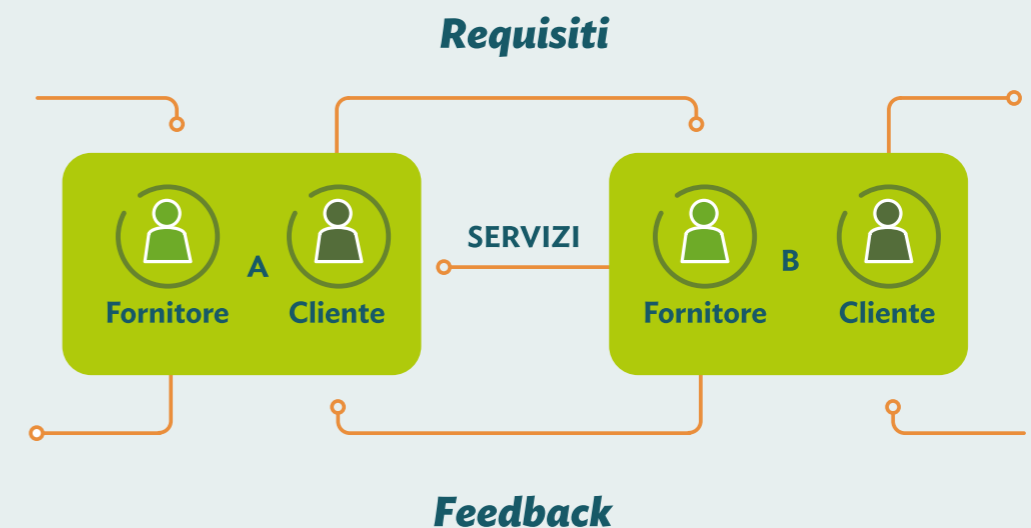 Requisiti
A
Fornitore
Cliente
SERVIZI
B
Fornitore
Cliente
Feedback